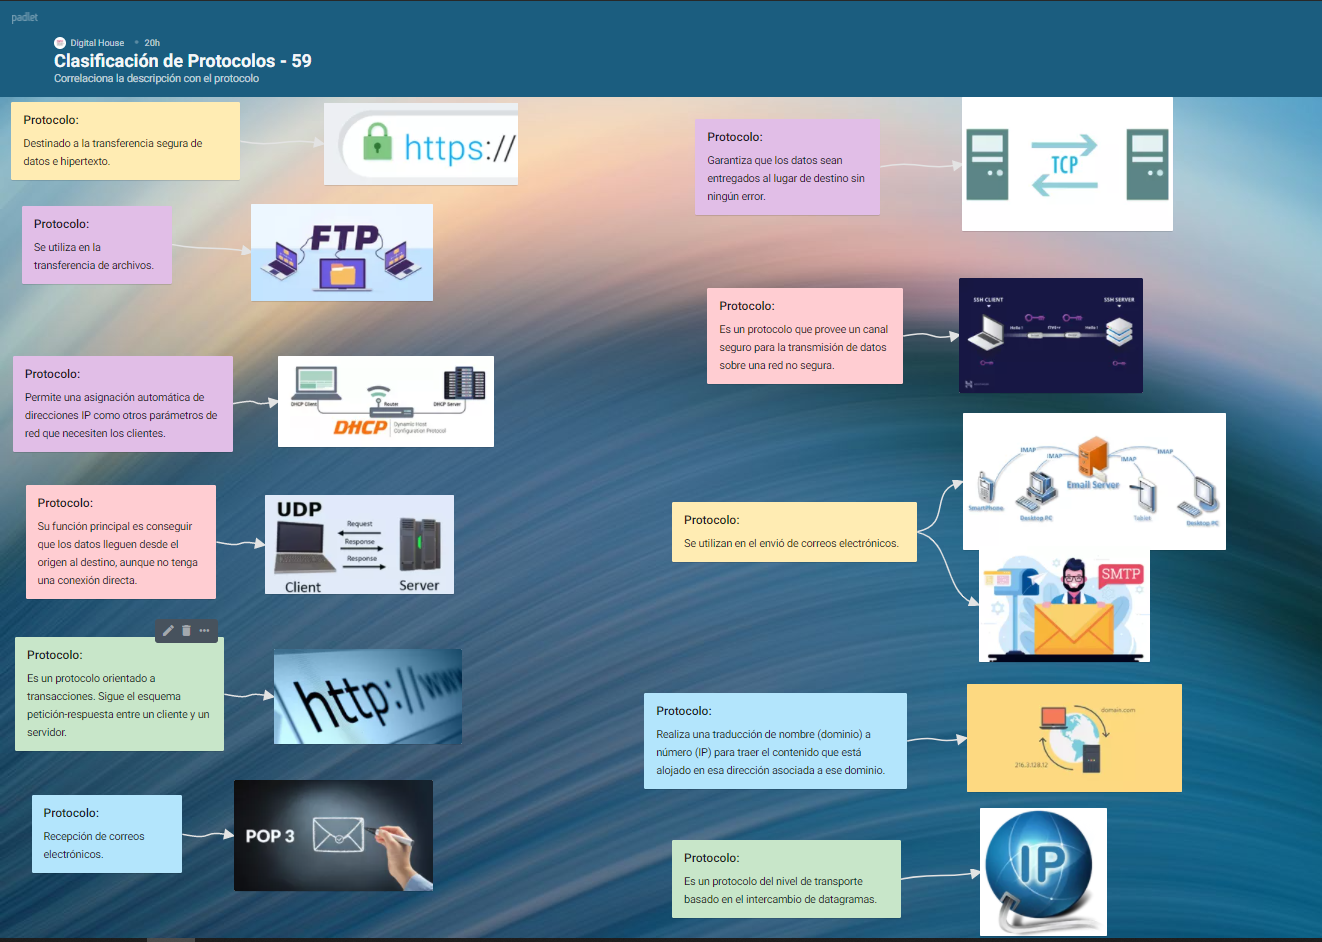 padlet
Digital House • 20h
Clasificación de Protocolos - 59
Correlaciona la descripción con el protocolo
Protocolo:
Destinado a la transferencia segura de
datos e hipertexto.
https://
Protocolo:
Se utiliza en la
transferencia de archivos.
FTP
Protocolo:
Permite una asignación automática de
direcciones IP como otros parámetros de
red que necesiten los clientes.
DHCP Client
Router
DHCP Server
DHCP
Dynamic Host
Configuration Protocol
Protocolo:
Su función principal es conseguir
que los datos lleguen desde el
origen al destino, aunque no tenga
una conexión directa.
UDP
Request
Response
Response
Client
Server
Protocolo:
Es un protocolo orientado a
transacciones. Sigue el esquema
petición-respuesta entre un cliente y un
servidor.
http://www
Protocolo:
Recepción de correos
electrónicos.
POP 3
Protocolo:
Garantiza que los datos sean
entregados al lugar de destino sin
ningún error.
TCP
Protocolo:
Es un protocolo que provee un canal
seguro para la transmisión de datos
sobre una red no segura.
SSH CLIENT
SSH SERVER
Hello !
Hello !
Protocolo:
Se utilizan en el envió de correos electrónicos.
IMAP
IMAP
IMAP
IMAP
Email Server
SmartPhone
Desktop PC
Tablet
Desktop PC
SMTP
Protocolo:
Realiza una traducción de nombre (dominio) a
número (IP) para traer el contenido que está
alojado en esa dirección asociada a ese dominio.
domain.com
216.3.128.12
Protocolo:
Es un protocolo del nivel de transporte
basado en el intercambio de datagramas.
IP